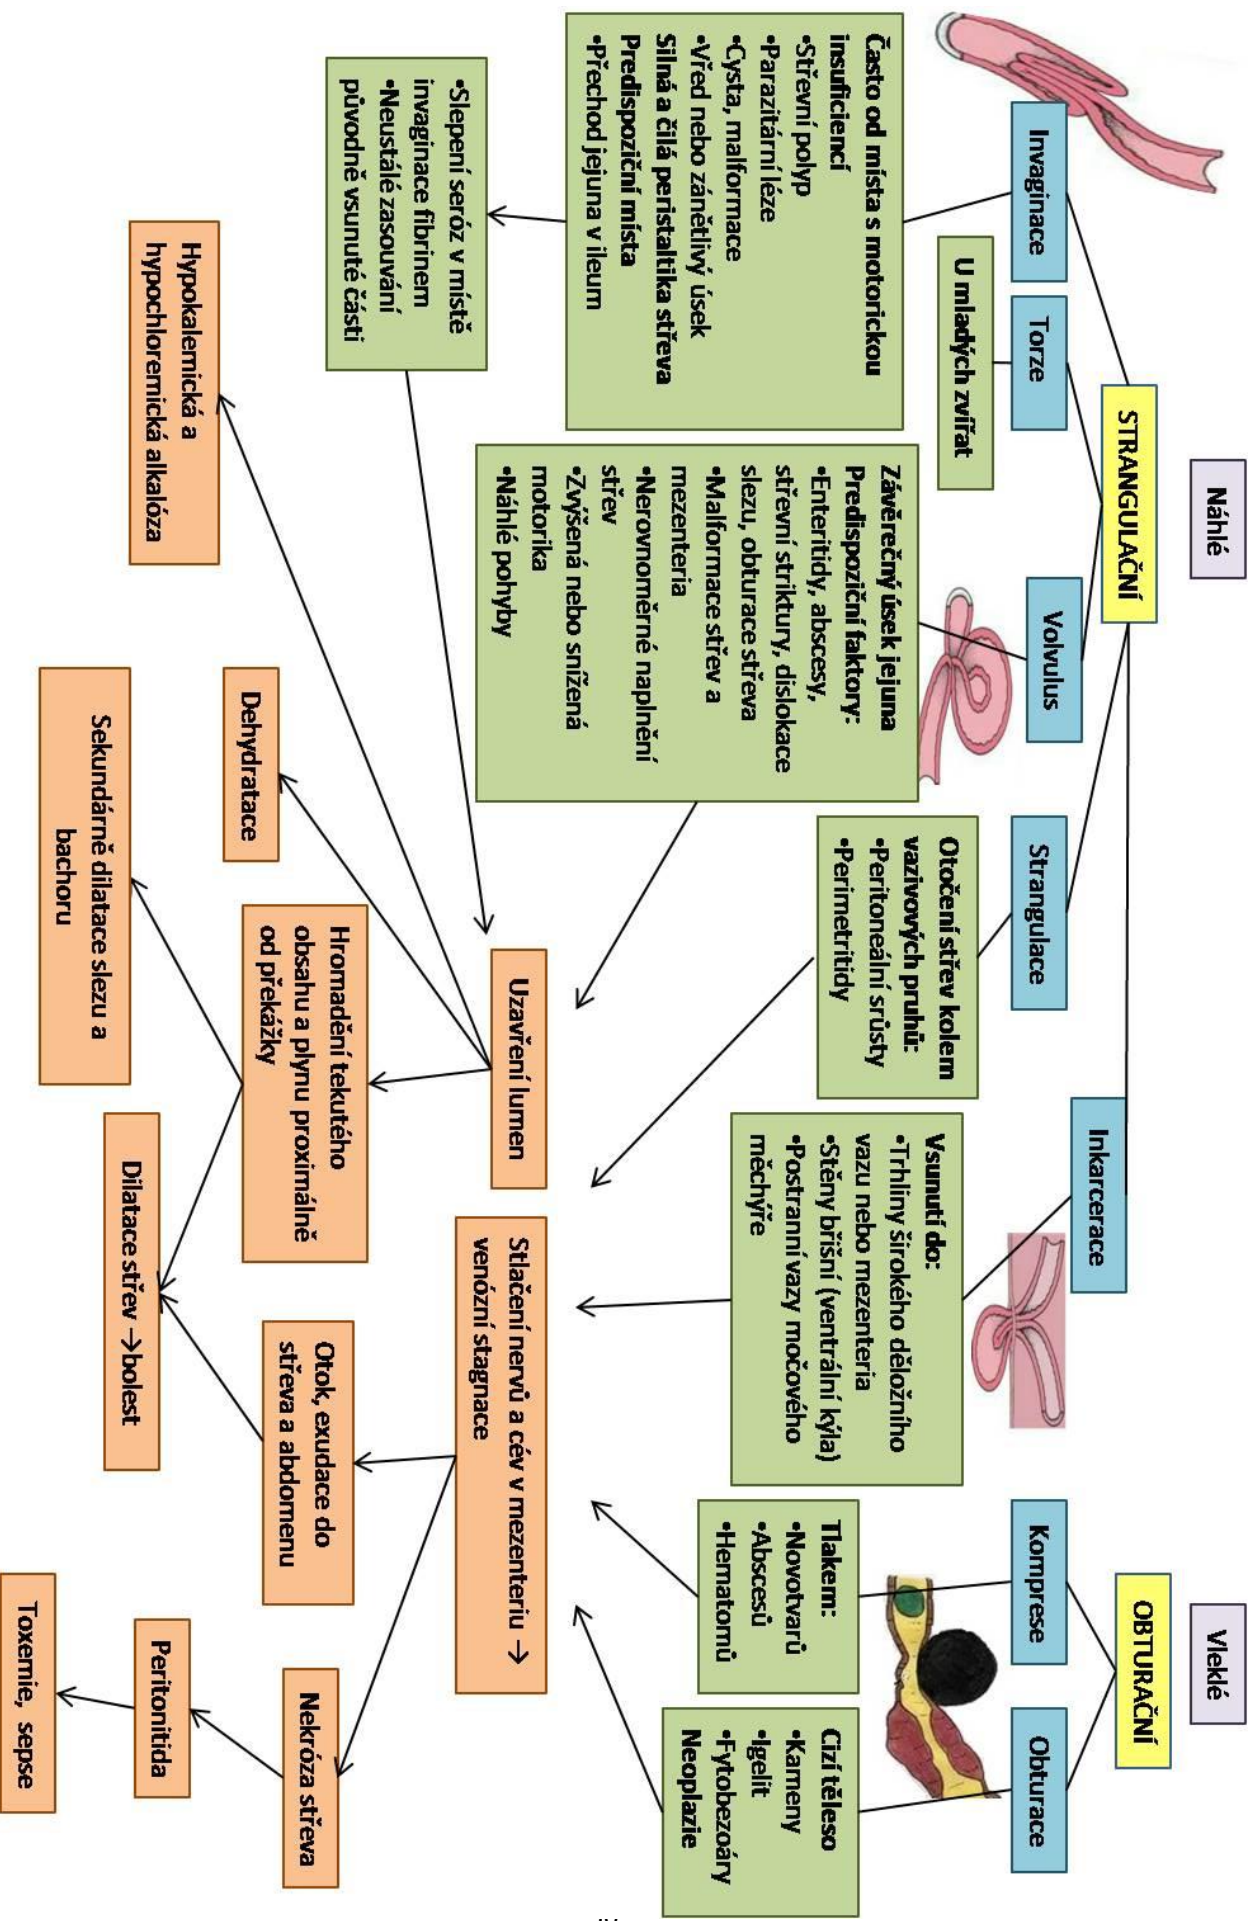 Náhlé
Vleklé
STRANGULAČNÍ
OBTURAČNÍ
Invaginace
Torze
Volvulus
Strangulace
Inkarcerace
Komprese
Obturace
U mladých zvířat
Často od místa s motorickou
insuficiencí
•Střevní polyp
•Parazitární léze
•Cysta, malformace
•Vřed nebo zánětlivý úsek
Silná a čilá peristaltika střeva
Predispoziční místa
•Přechod jejuna v ileum
Závěrečný úsek jejuna
Predispoziční faktory:
•Enteritidy, abscesy,
střevní striktury, dislokace
slezu, obturace střeva
•Malformace střev a
mezenteria
•Nerovnoměrné naplnění
střev
•Zvýšená nebo snížená
motorika
•Náhlé pohyby
Otočení střev kolem
vazivových pruhů:
•Peritoneální srůsty
•Perimetritidy
Vsunutí do:
•Trhliny širokého děložního
vazu nebo mezenteria
•Stěny břišní (ventrální kýla)
•Postranní vazy močového
měchýře
Tlakem:
•Novotvarů
•Abscesů
•Hematomů
Cizí těleso
•Kameny
•Igelit
•Fytobezoáry
Neoplazie
•Slepení seróz v místě
invaginace fibrinem
•Neustálé zasouvání
původně vsunuté části
Uzavření lumen
Stlačení nervů a cév v mezenteriu →
venózní stagnace
Hypokalemická a
hypochloremická alkalóza
Dehydratace
Hromadění tekutého
obsahu a plynu proximálně
od překážky
Otok, exudace do
střeva a abdomenu
Nekróza střeva
Sekundárně dilatace slezu a
bachoru
Dilatace střev →bolest
Peritonitida
Toxemie, sepse